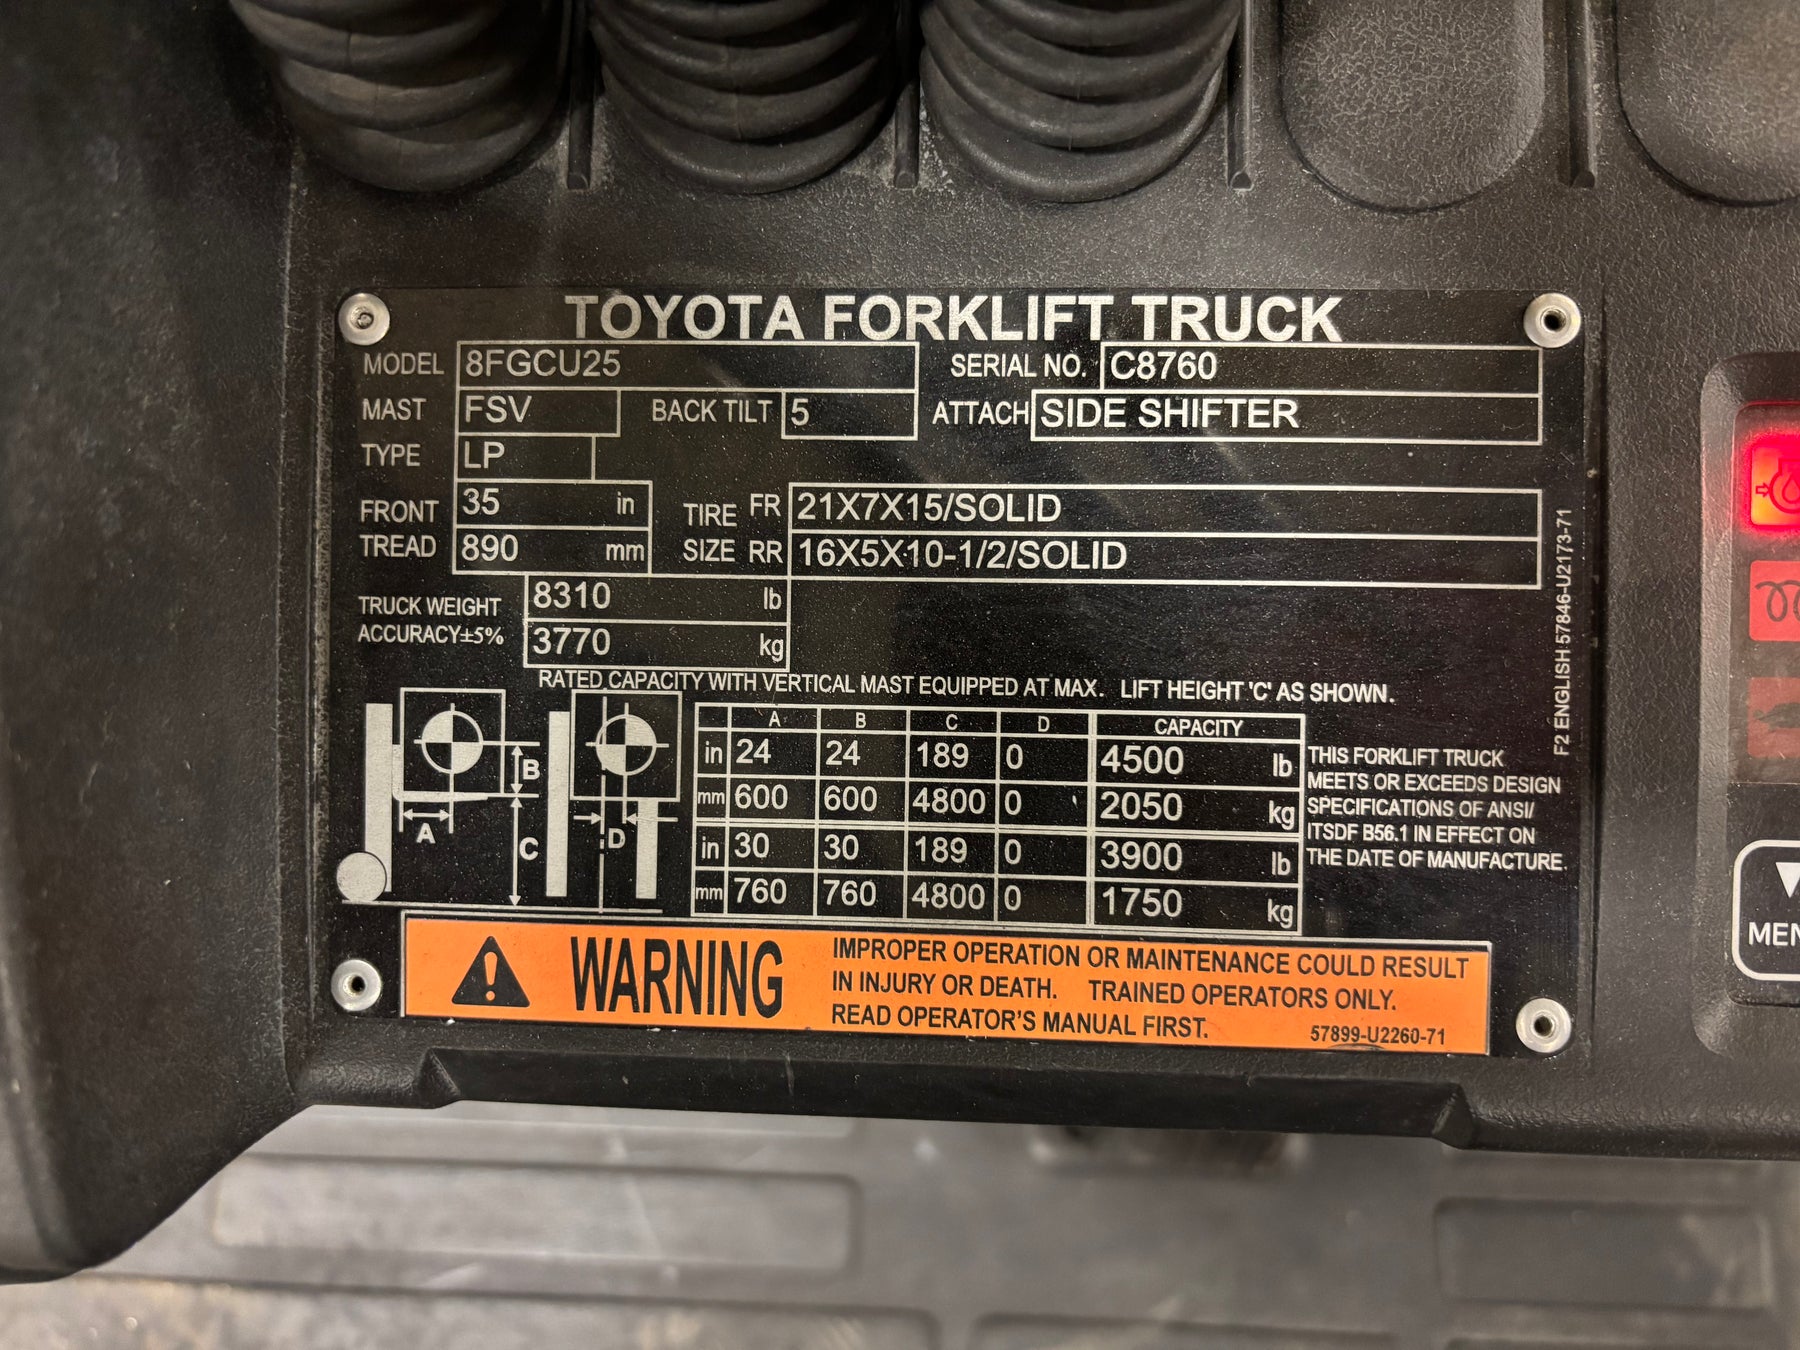 TOYOTA FORKLIFT TRUCK
MODEL 8FGCU25 SERIAL NO. C8760
MAST FSV BACK TILT 5 ATTACH SIDE SHIFTER
TYPE LP
FRONT TREAD 35 in
890 mm
TIRE SIZE FR 21X7X15/SOLID
RR 16X5X10-1/2/SOLID
TRUCK WEIGHT 8310 lb
ACCURACY±5% 3770 kg
RATED CAPACITY WITH VERTICAL MAST EQUIPPED AT MAX. LIFT HEIGHT 'C' AS SHOWN.
A B C D CAPACITY
in 24 24 189 0 4500 lb
mm 600 600 4800 0 2050 kg
in 30 30 189 0 3900 lb
mm 760 760 4800 0 1750 kg
B
A
C
D
THIS FORKLIFT TRUCK
MEETS OR EXCEEDS DESIGN
SPECIFICATIONS OF ANSI/
ITSDF B56.1 IN EFFECT ON
THE DATE OF MANUFACTURE.
F2 ENGLISH 57846-U2173-71
WARNING
IMPROPER OPERATION OR MAINTENANCE COULD RESULT
IN INJURY OR DEATH. TRAINED OPERATORS ONLY.
READ OPERATOR'S MANUAL FIRST.
57899-U2260-71